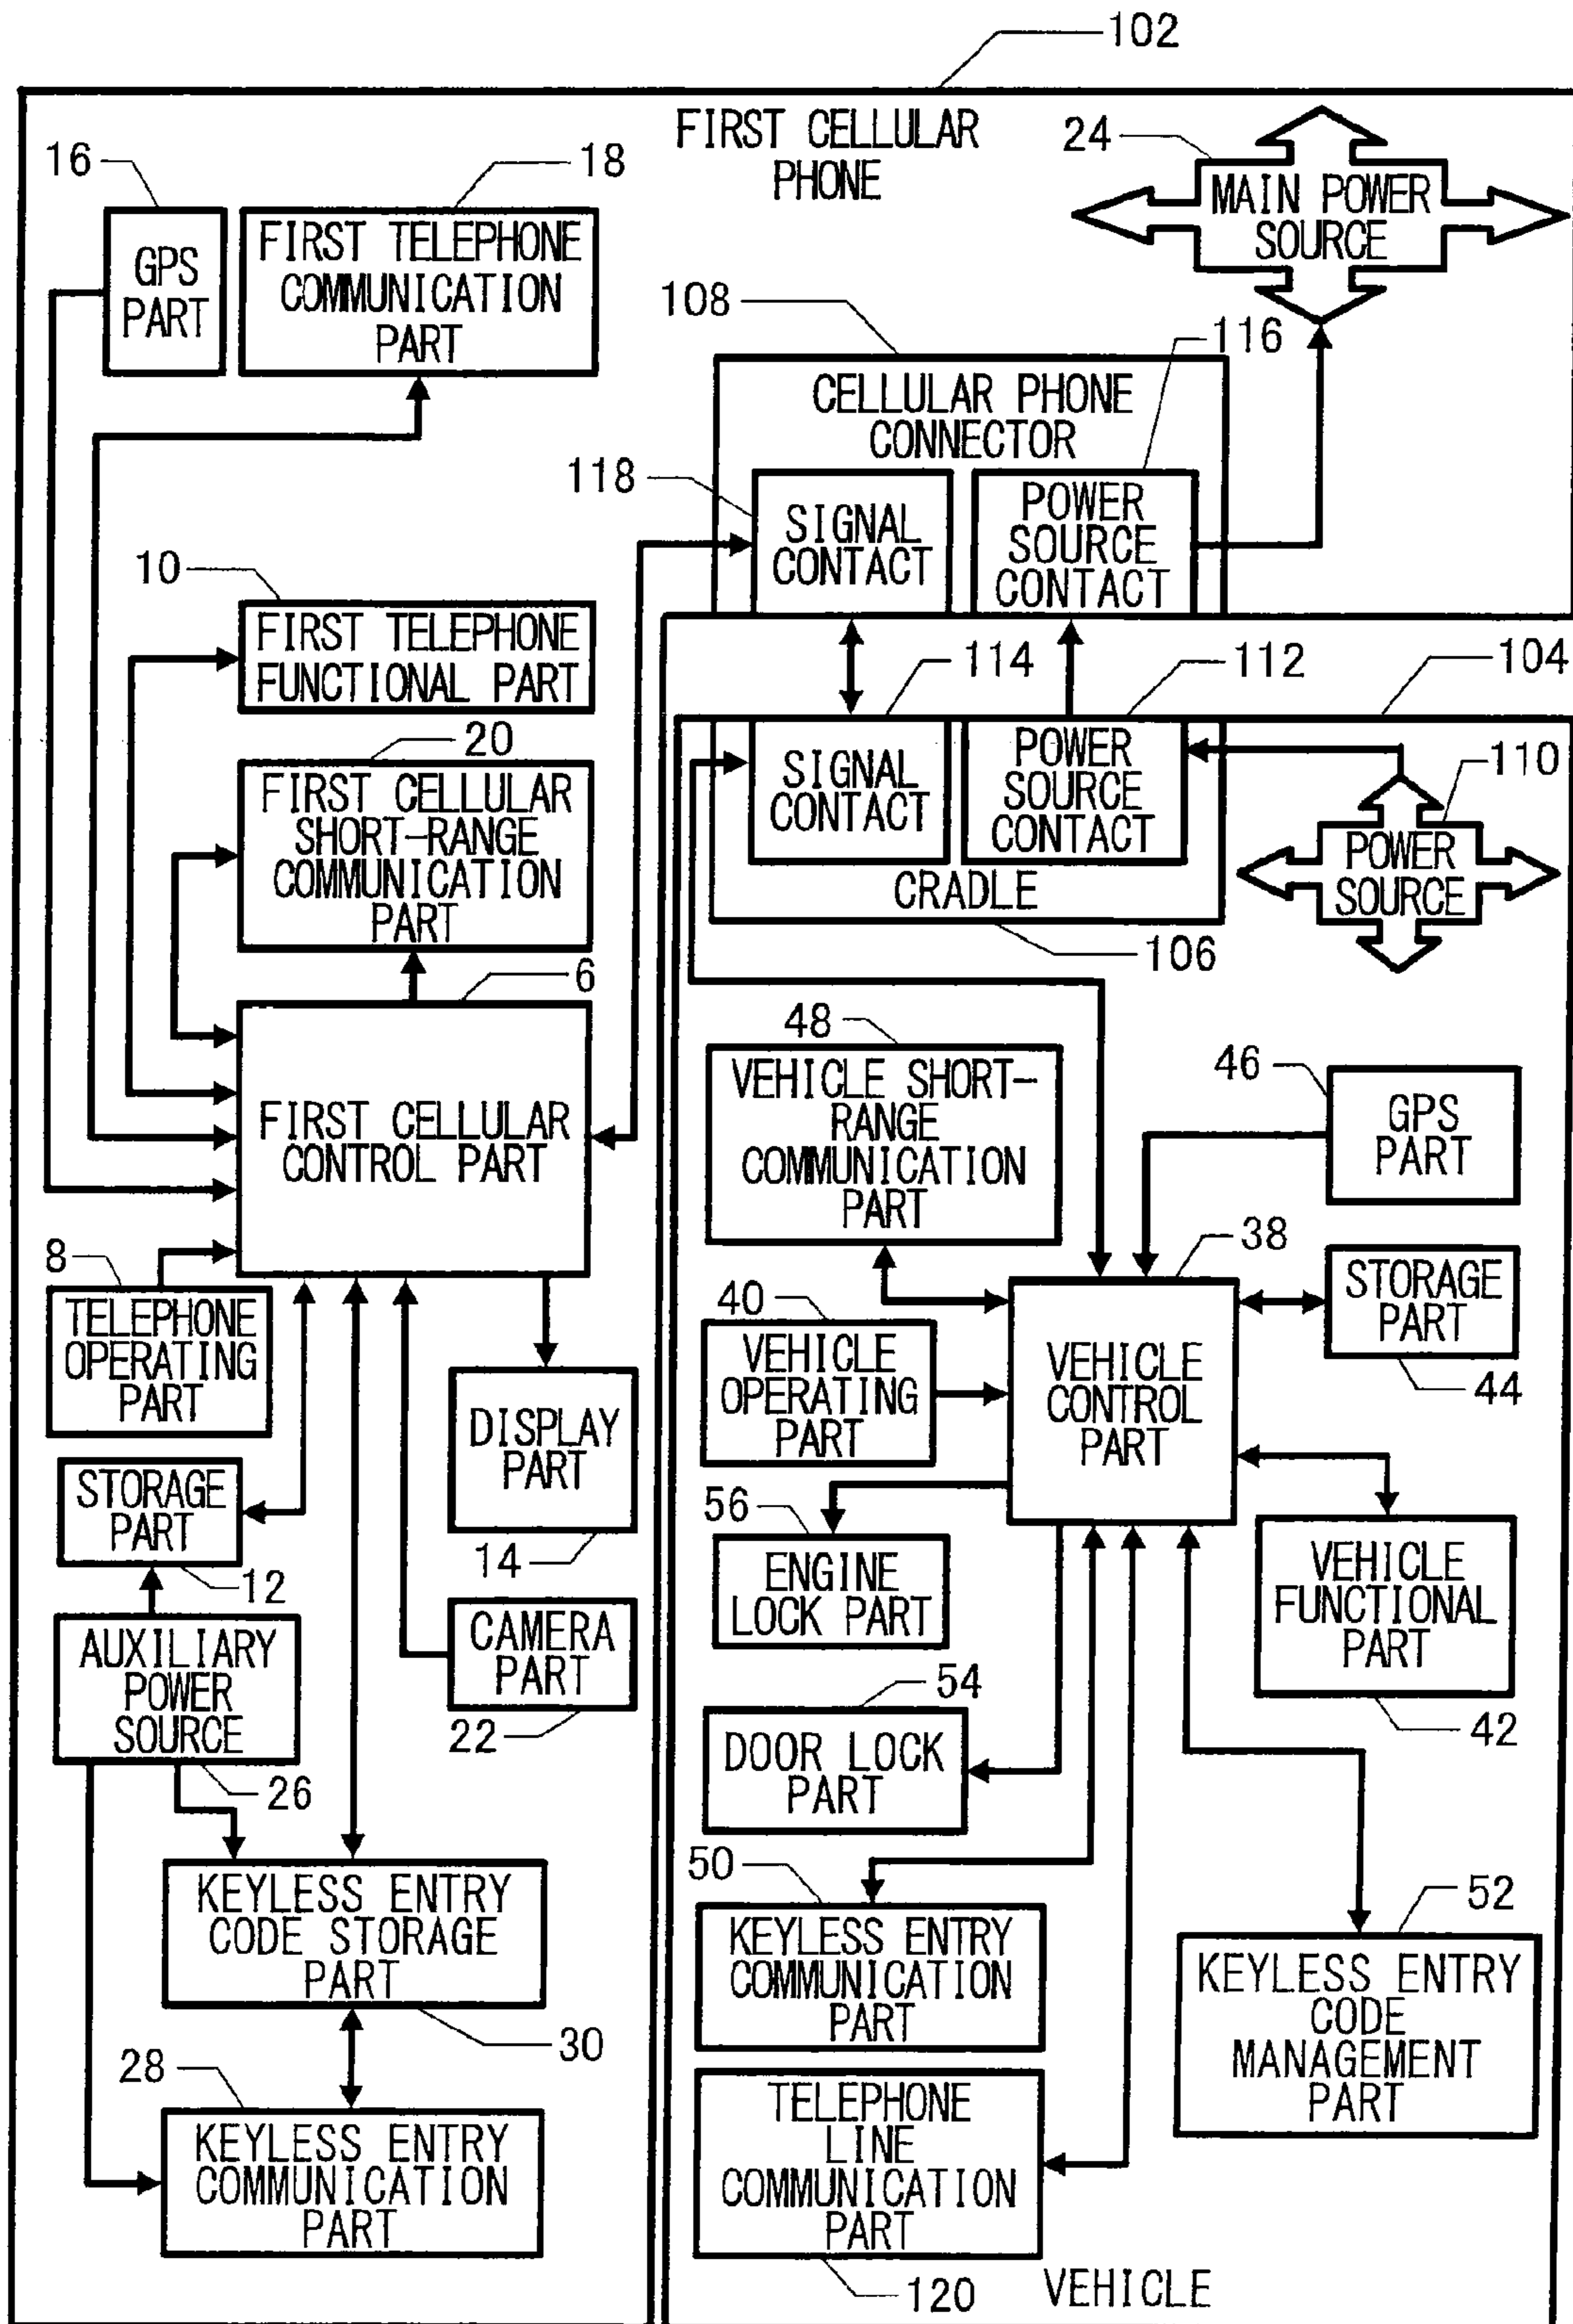 102
FIRST CELLULAR
PHONE
24
MAIN POWER
SOURCE
16
GPS
PART
18
FIRST TELEPHONE
COMMUNICATION
PART
108
116
CELLULAR PHONE
CONNECTOR
118
SIGNAL
CONTACT
POWER
SOURCE
CONTACT
10
FIRST TELEPHONE
FUNCTIONAL PART
114
112
104
20
FIRST CELLULAR
SHORT-RANGE
COMMUNICATION
PART
SIGNAL
CONTACT
POWER
SOURCE
CONTACT
CRADLE
106
110
POWER
SOURCE
6
FIRST CELLULAR
CONTROL PART
48
VEHICLE SHORT-
RANGE
COMMUNICATION
PART
46
GPS
PART
8
TELEPHONE
OPERATING
PART
38
40
VEHICLE
OPERATING
PART
VEHICLE
CONTROL
PART
STORAGE
PART
44
DISPLAY
PART
14
STORAGE
PART
12
56
ENGINE
LOCK PART
VEHICLE
FUNCTIONAL
PART
42
CAMERA
PART
22
AUXILIARY
POWER
SOURCE
26
54
DOOR LOCK
PART
KEYLESS ENTRY
CODE STORAGE
PART
30
50
KEYLESS ENTRY
COMMUNICATION
PART
52
KEYLESS ENTRY
CODE
MANAGEMENT
PART
28
KEYLESS ENTRY
COMMUNICATION
PART
TELEPHONE
LINE
COMMUNICATION
PART
120
VEHICLE